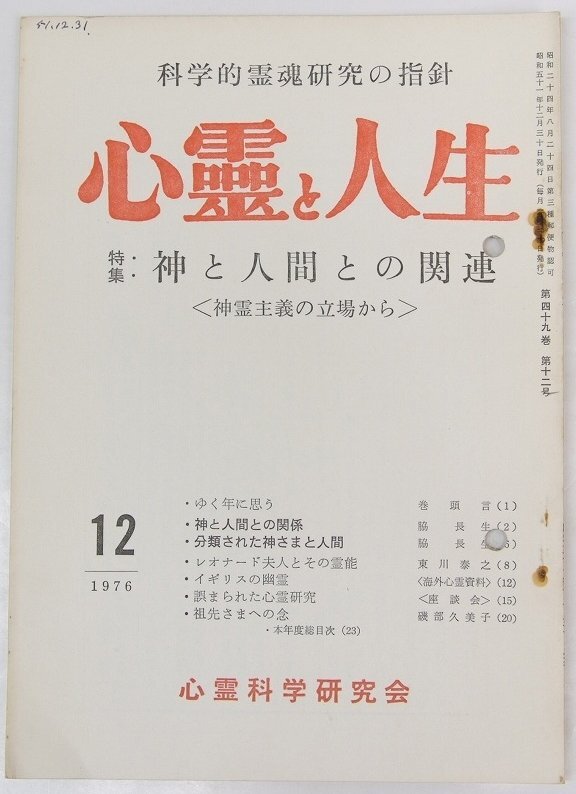 51.12.31.
科学的霊魂研究の指針
心靈と人生
特集・・神と人間との関連
<神霊主義の立場から>
昭和二十四年八月二十四日第三種郵便物認可
昭和五十一年十二月三十日発行(毎月 日発行)
第四十九巻 第十二号
12
1976
・ゆく年に思う 巻頭言(1)
・神と人間との関係 脇長生(2)
・分類された神さまと人間 脇長生
・レオナード夫人とその霊能 東川泰之(8)
・イギリスの幽霊 <海外心霊資料>(12)
・誤まられた心霊研究 <座談会>(15)
・祖先さまへの念 磯部久美子(20)
・本年度総目次(23)
心霊科学研究会